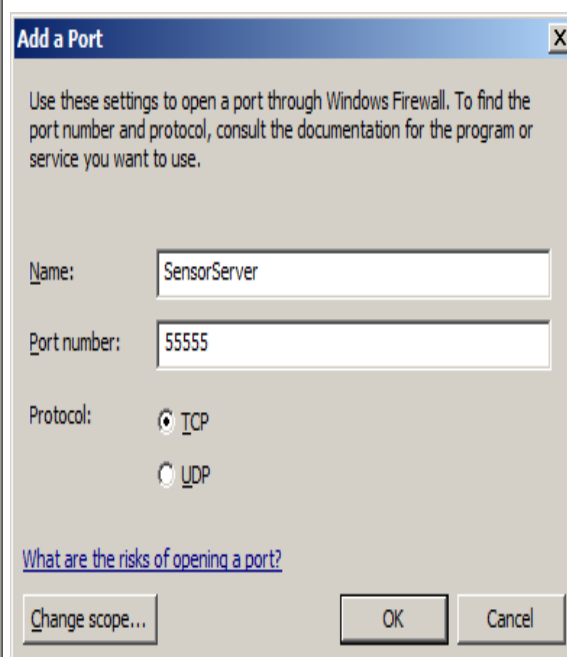 Add a Port
X
Use these settings to open a port through Windows Firewall. To find the
port number and protocol, consult the documentation for the program or
service you want to use.
Name:
SensorServer
Port number:
55555
Protocol:
TCP
UDP
What are the risks of opening a port?
Change scope...
OK
Cancel